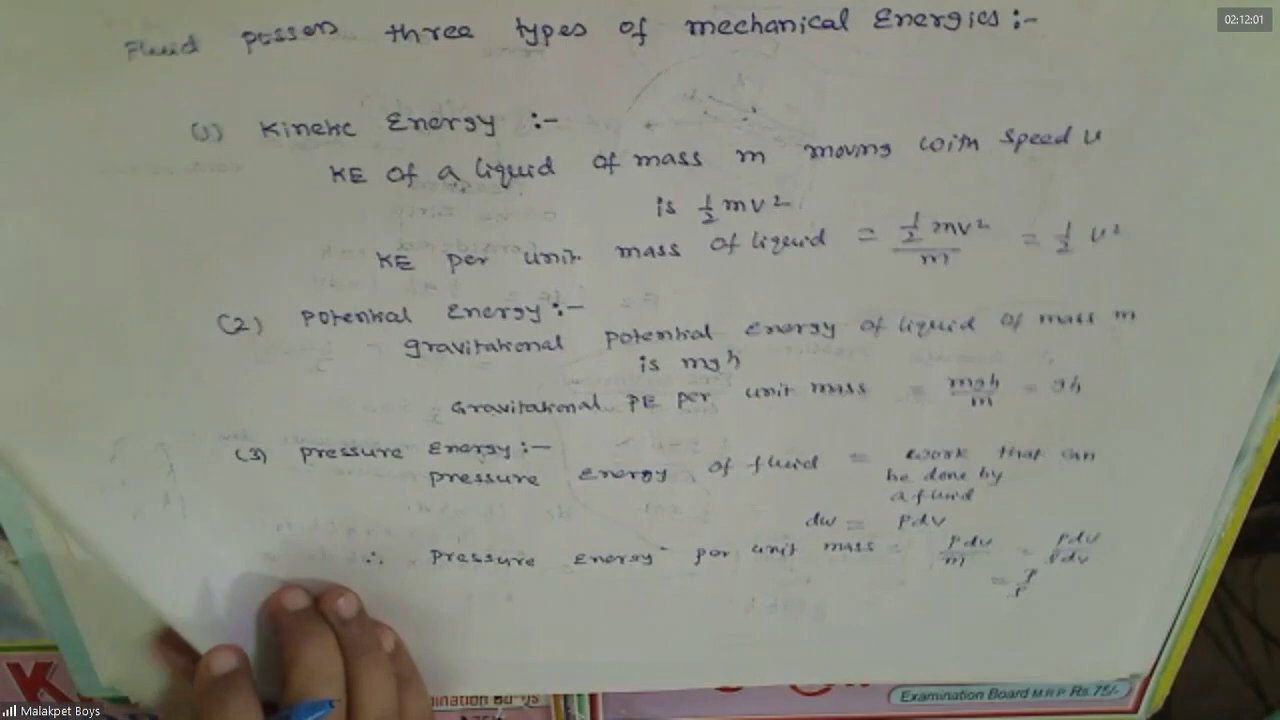 02:12:01
Fluid possess three types of mechanical Energies :-
(1) Kinetic Energy :-
KE of a liquid of mass m moving with speed v
is 1/2 mv²
KE per unit mass of liquid = (1/2 mv²)/m = 1/2 v²
(2) Potential Energy :-
gravitational potential energy of liquid of mass m
is mgh
Gravitational PE per unit mass = mgh/m = gh
(3) pressure Energy :-
pressure energy of fluid = work that can
be done by
a fluid
dw = Pdv
∴ pressure Energy per unit mass = Pdv/m = Pdv/ρdv
= P/ρ
Examination Board M.R.P Rs.75/-
Malakpet Boys